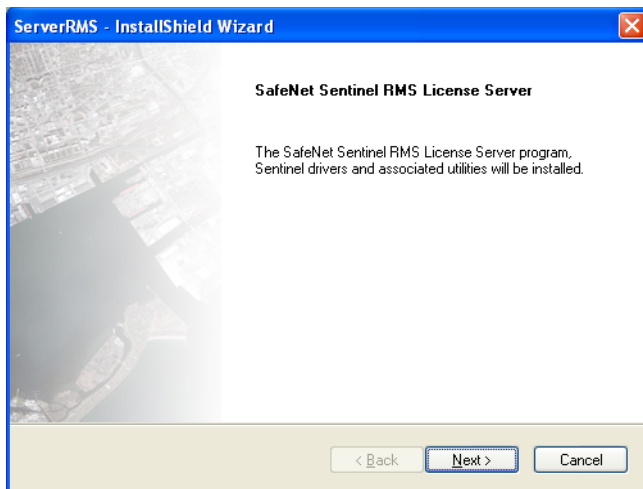 ServerRMS - InstallShield Wizard
SafeNet Sentinel RMS License Server
The SafeNet Sentinel RMS License Server program,
Sentinel drivers and associated utilities will be installed.
< Back Next > Cancel